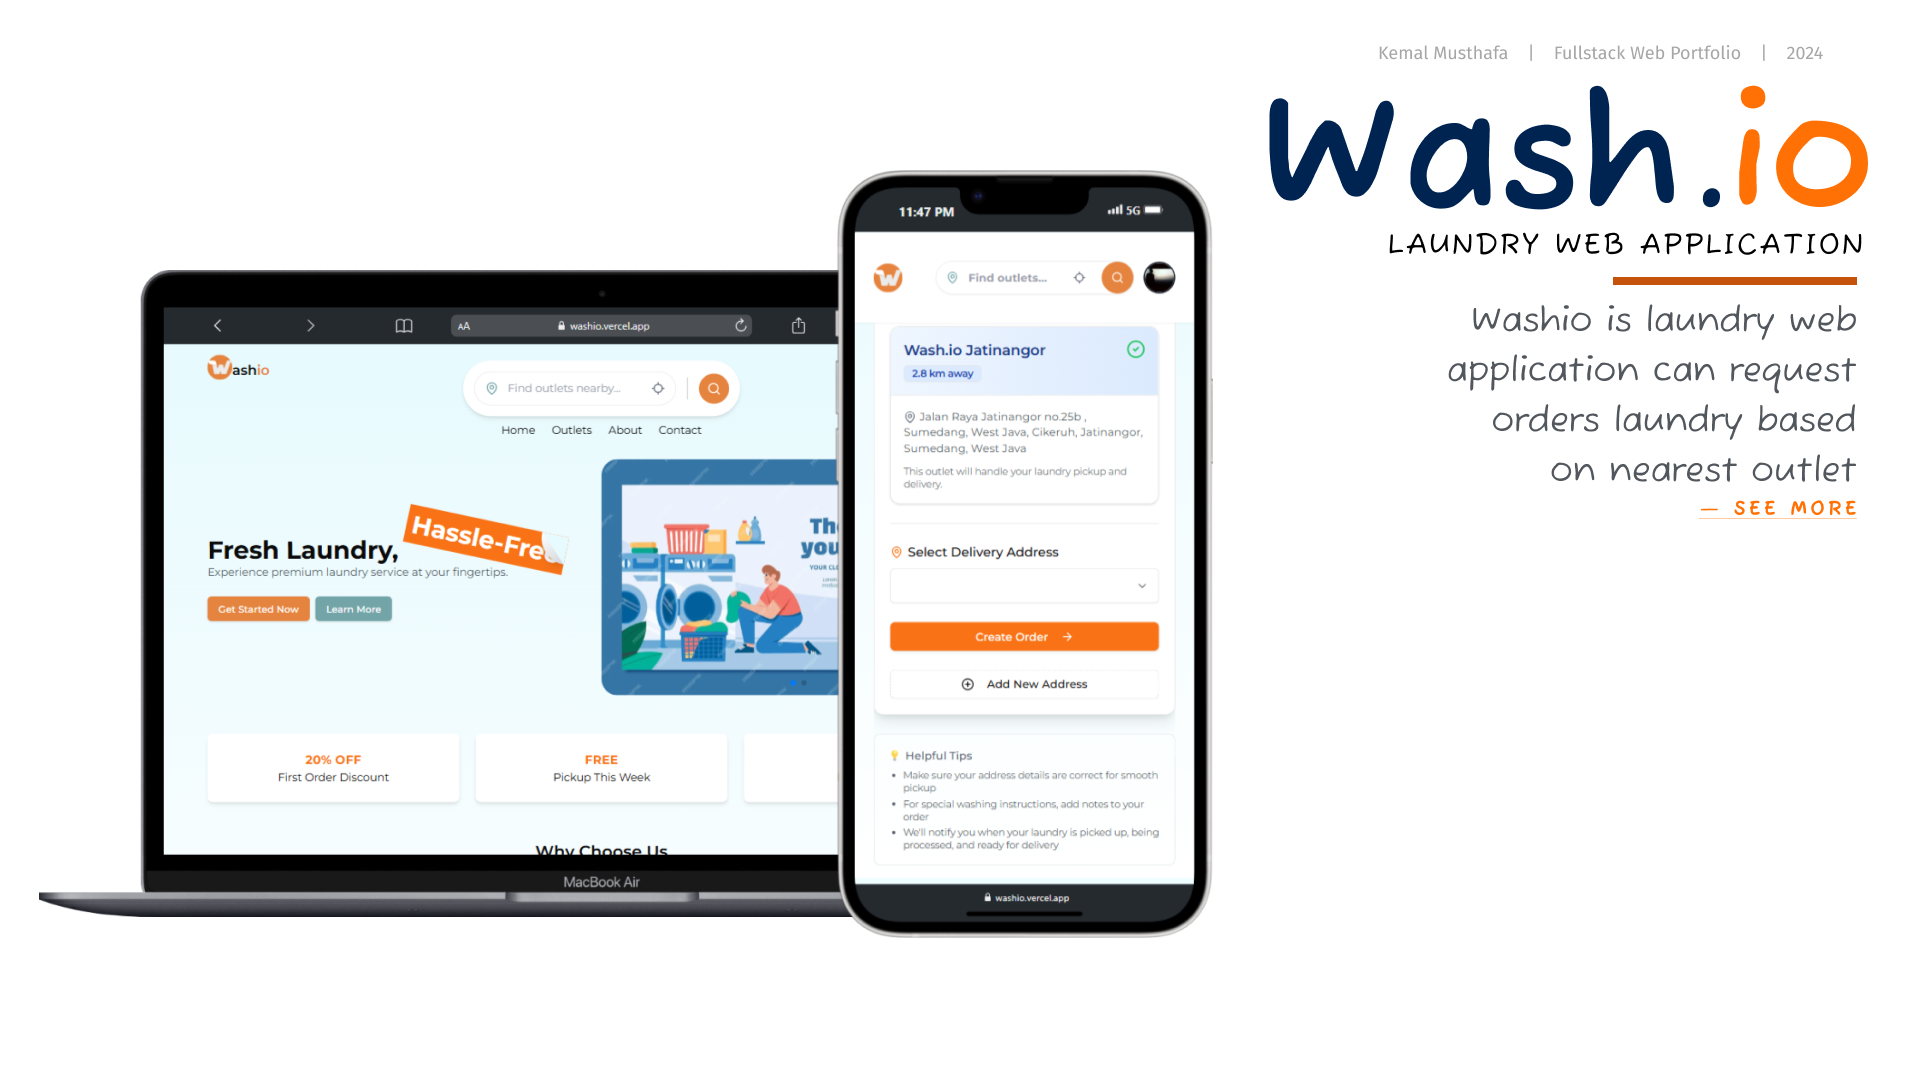 Kemal Musthafa | Fullstack Web Portfolio | 2024
Wash.io
LAUNDRY WEB APPLICATION
Washio is laundry web
application can request
orders laundry based
on nearest outlet
— SEE MORE
AA washio.vercel.app
Washio
Find outlets nearby...
Home Outlets About Contact
Fresh Laundry,
Hassle-Fre
Experience premium laundry service at your fingertips.
Get Started Now Learn More
The
you
20% OFF
First Order Discount
FREE
Pickup This Week
Why Choose Us
MacBook Air
11:47 PM 5G
W Find outlets...
Wash.io Jatinangor
2.8 km away
Jalan Raya Jatinangor no.25b ,
Sumedang, West Java, Cikeruh, Jatinangor,
Sumedang, West Java
This outlet will handle your laundry pickup and
delivery.
Select Delivery Address
Create Order →
Add New Address
Helpful Tips
• Make sure your address details are correct for smooth
pickup
• For special washing instructions, add notes to your
order
• We'll notify you when your laundry is picked up, being
processed, and ready for delivery
washio.vercel.app